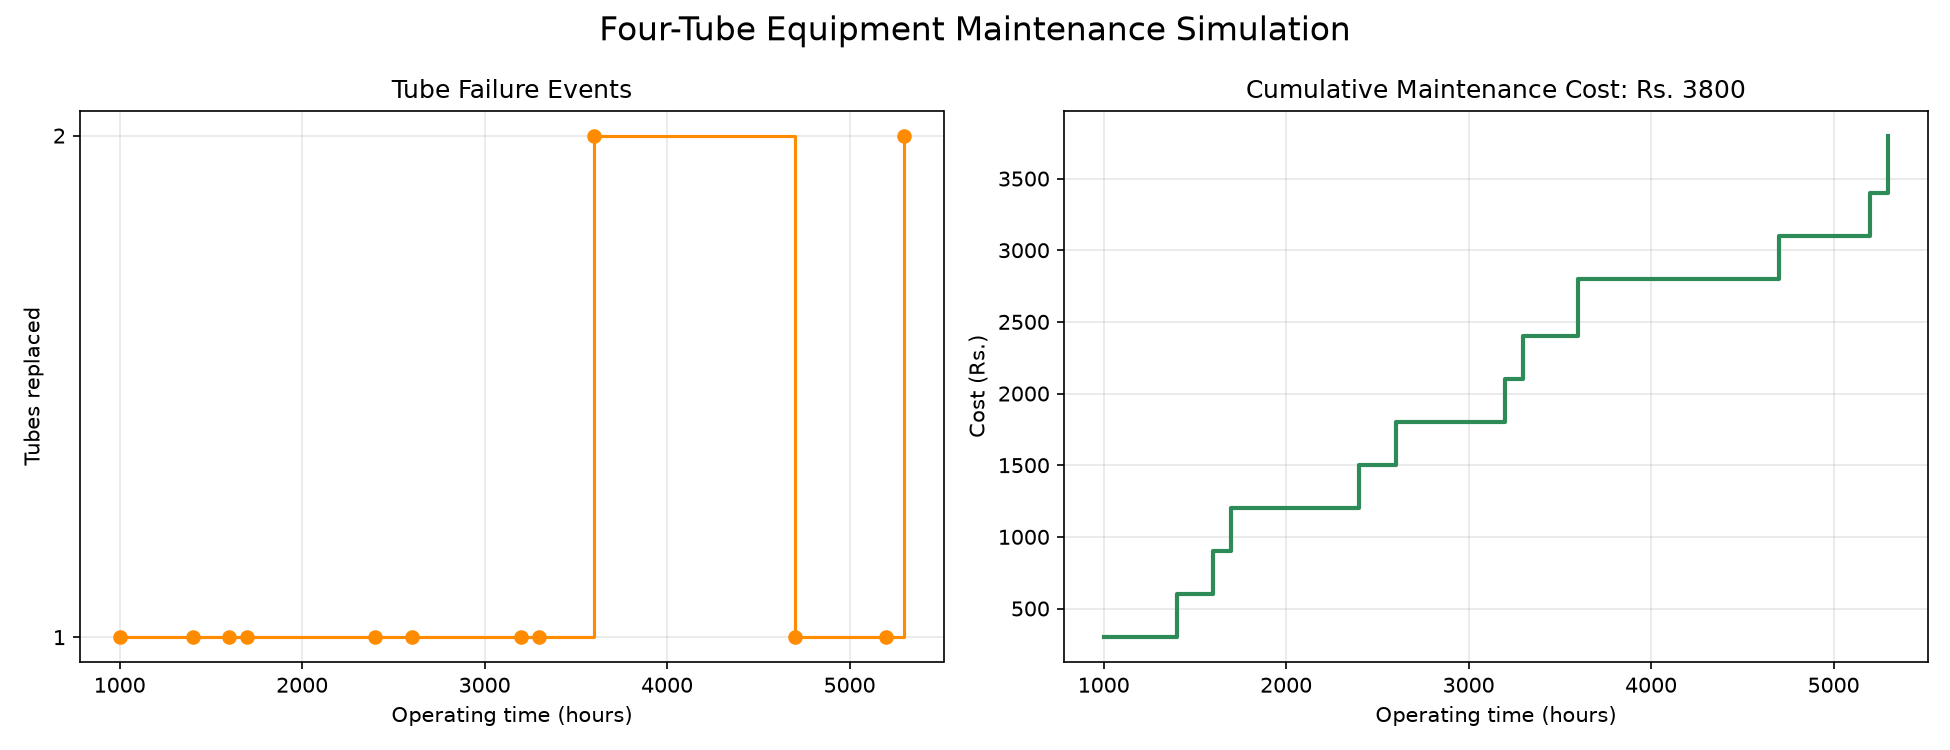 Four-Tube Equipment Maintenance Simulation
Tube Failure Events
2
1
Tubes replaced
1000 2000 3000 4000 5000
Operating time (hours)
Cumulative Maintenance Cost: Rs. 3800
3500
3000
2500
2000
1500
1000
500
Cost (Rs.)
1000 2000 3000 4000 5000
Operating time (hours)